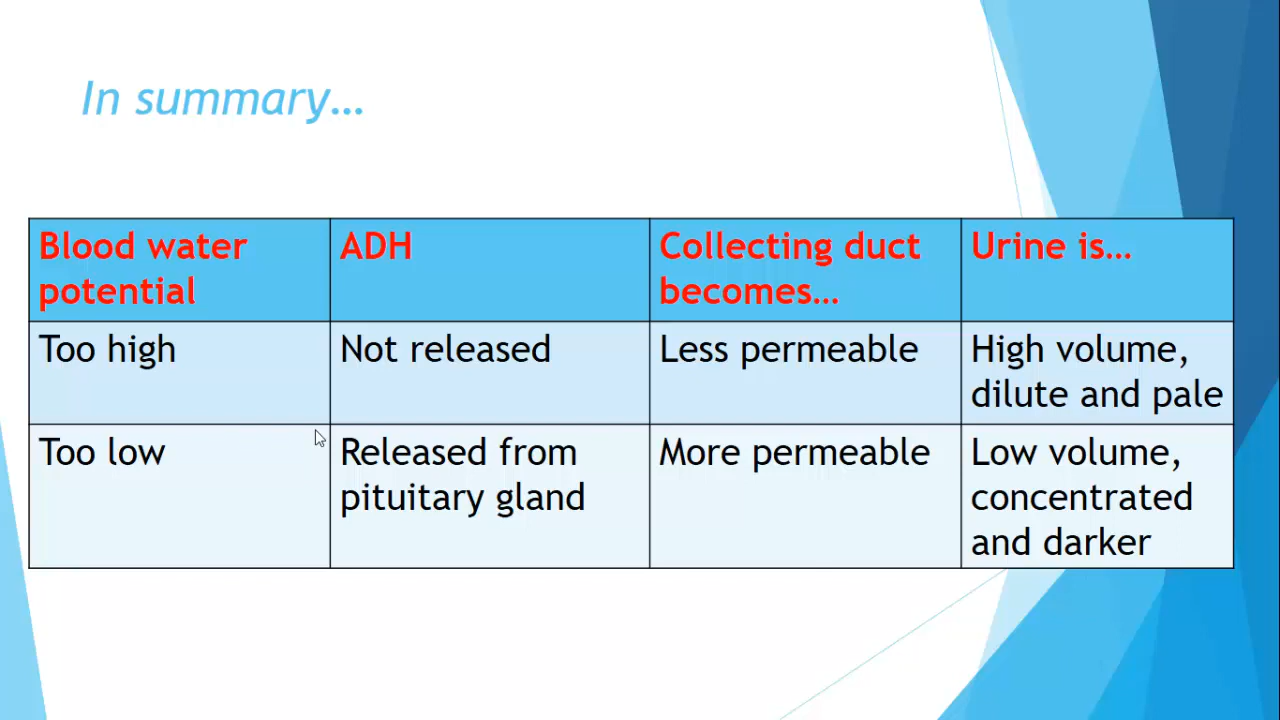 In summary…
Blood water
potential
ADH
Collecting duct
becomes…
Urine is…
Too high
Not released
Less permeable
High volume,
dilute and pale
Too low
Released from
pituitary gland
More permeable
Low volume,
concentrated
and darker